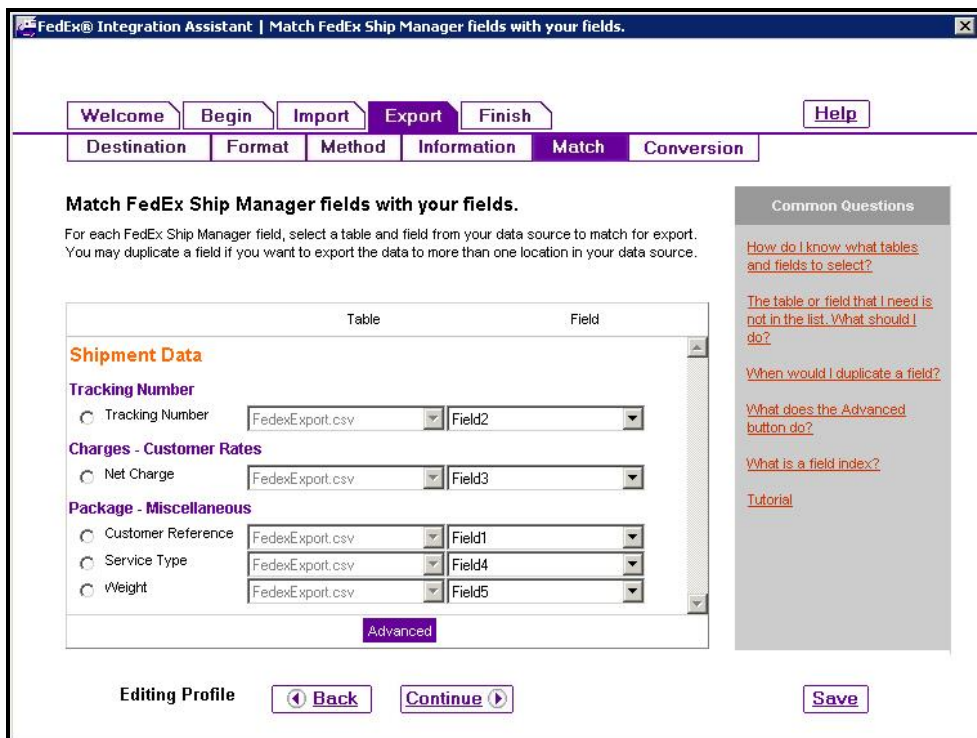 FedEx® Integration Assistant | Match FedEx Ship Manager fields with your fields.
Welcome Begin Import Export Finish Help
Destination Format Method Information Match Conversion
Match FedEx Ship Manager fields with your fields.
For each FedEx Ship Manager field, select a table and field from your data source to match for export.
You may duplicate a field if you want to export the data to more than one location in your data source.
Table Field
Shipment Data
Tracking Number
Tracking Number FedexExport.csv Field2
Charges - Customer Rates
Net Charge FedexExport.csv Field3
Package - Miscellaneous
Customer Reference FedexExport.csv Field1
Service Type FedexExport.csv Field4
Weight FedexExport.csv Field5
Advanced
Common Questions
How do I know what tables
and fields to select?
The table or field that I need is
not in the list. What should I
do?
When would I duplicate a field?
What does the Advanced
button do?
What is a field index?
Tutorial
Editing Profile Back Continue Save